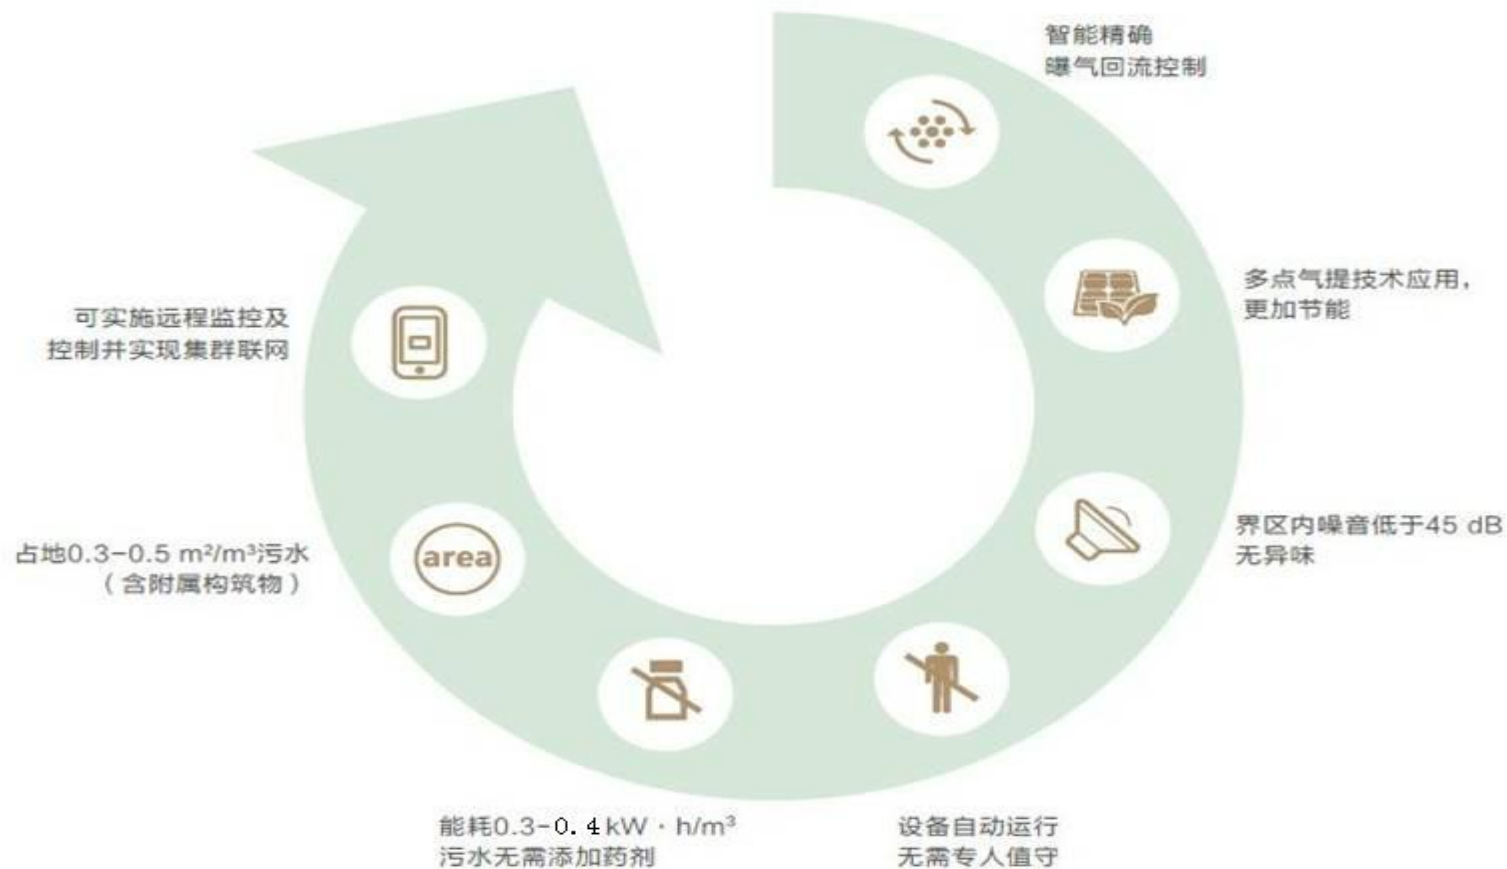 智能精确
曝气回流控制
多点气提技术应用，
更加节能
界区内噪音低于45 dB
无异味
设备自动运行
无需专人值守
能耗0.3-0.4kW·h/m³
污水无需添加药剂
area
占地0.3-0.5 m²/m³污水
（含附属构筑物）
可实施远程监控及
控制并实现集群联网